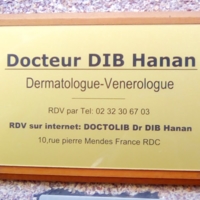 Docteur DIB Hanan
Dermatologue-Venerologue
RDV par Tel: 02 32 30 67 03
RDV sur internet: DOCTOLIB Dr DIB Hanan
10,rue pierre Mendes France RDC